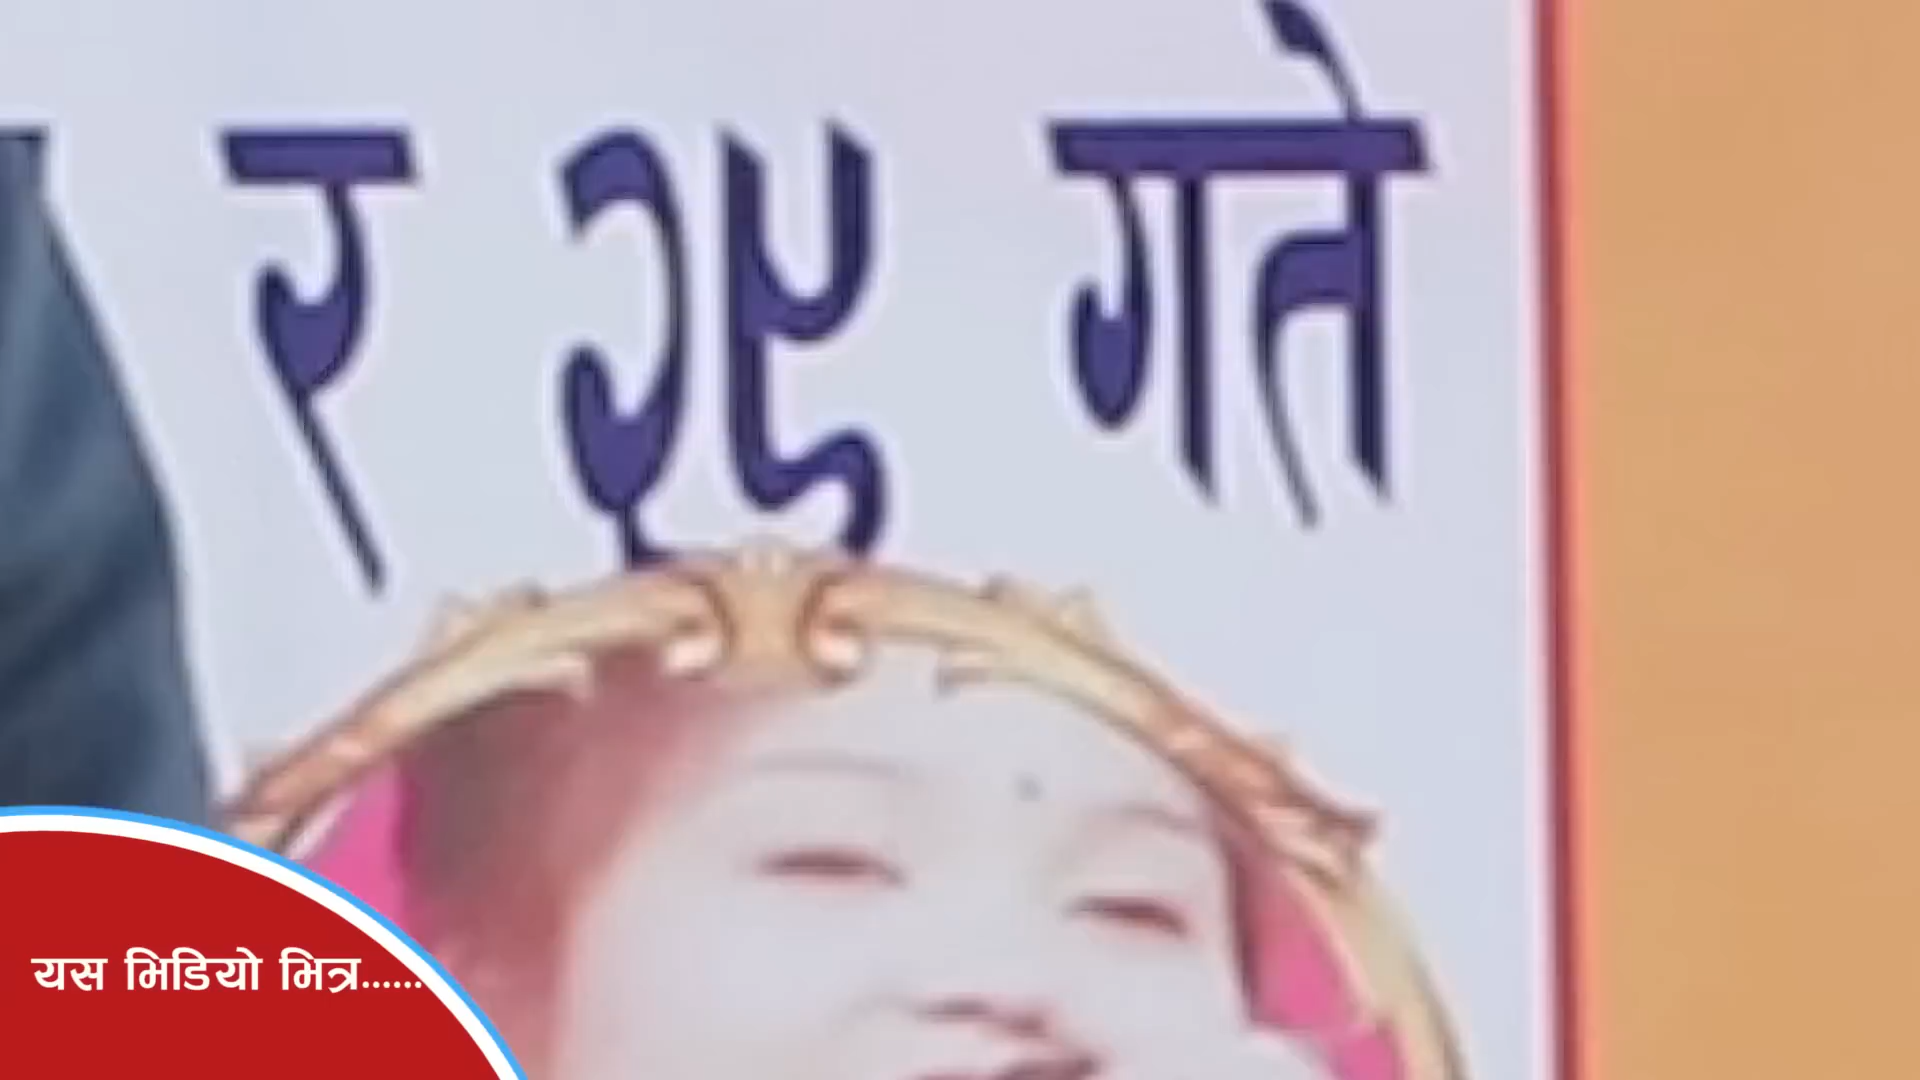 र २५ गते
यस भिडियो भित्र......